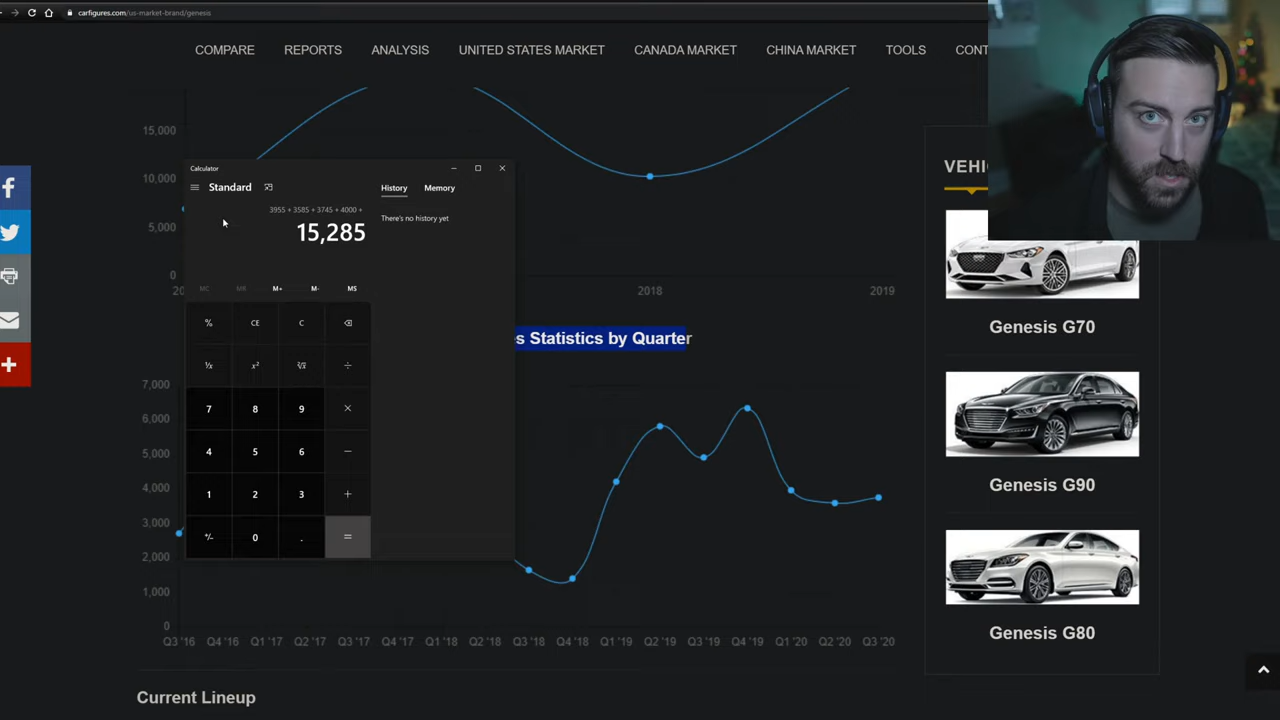 carfigures.com/us-market-brand/genesis
COMPARE REPORTS ANALYSIS UNITED STATES MARKET CANADA MARKET CHINA MARKET TOOLS CONT
15,000
10,000
5,000
0
20 2018 2019
Calculator
Standard
History Memory
3955 + 3585 + 3745 + 4000 +
15,285
There's no history yet
MC MR M+ M- MS
% CE C
¹⁄x x² ²√x ÷
7 8 9 ×
4 5 6 −
1 2 3 +
+/- 0 . =
s Statistics by Quarter
7,000
6,000
5,000
4,000
3,000
2,000
1,000
0
Q3 '16 Q4 '16 Q1 '17 Q2 '17 Q3 '17 Q4 '17 Q1 '18 Q2 '18 Q3 '18 Q4 '18 Q1 '19 Q2 '19 Q3 '19 Q4 '19 Q1 '20 Q2 '20 Q3 '20
Current Lineup
VEHI
Genesis G70
Genesis G90
Genesis G80